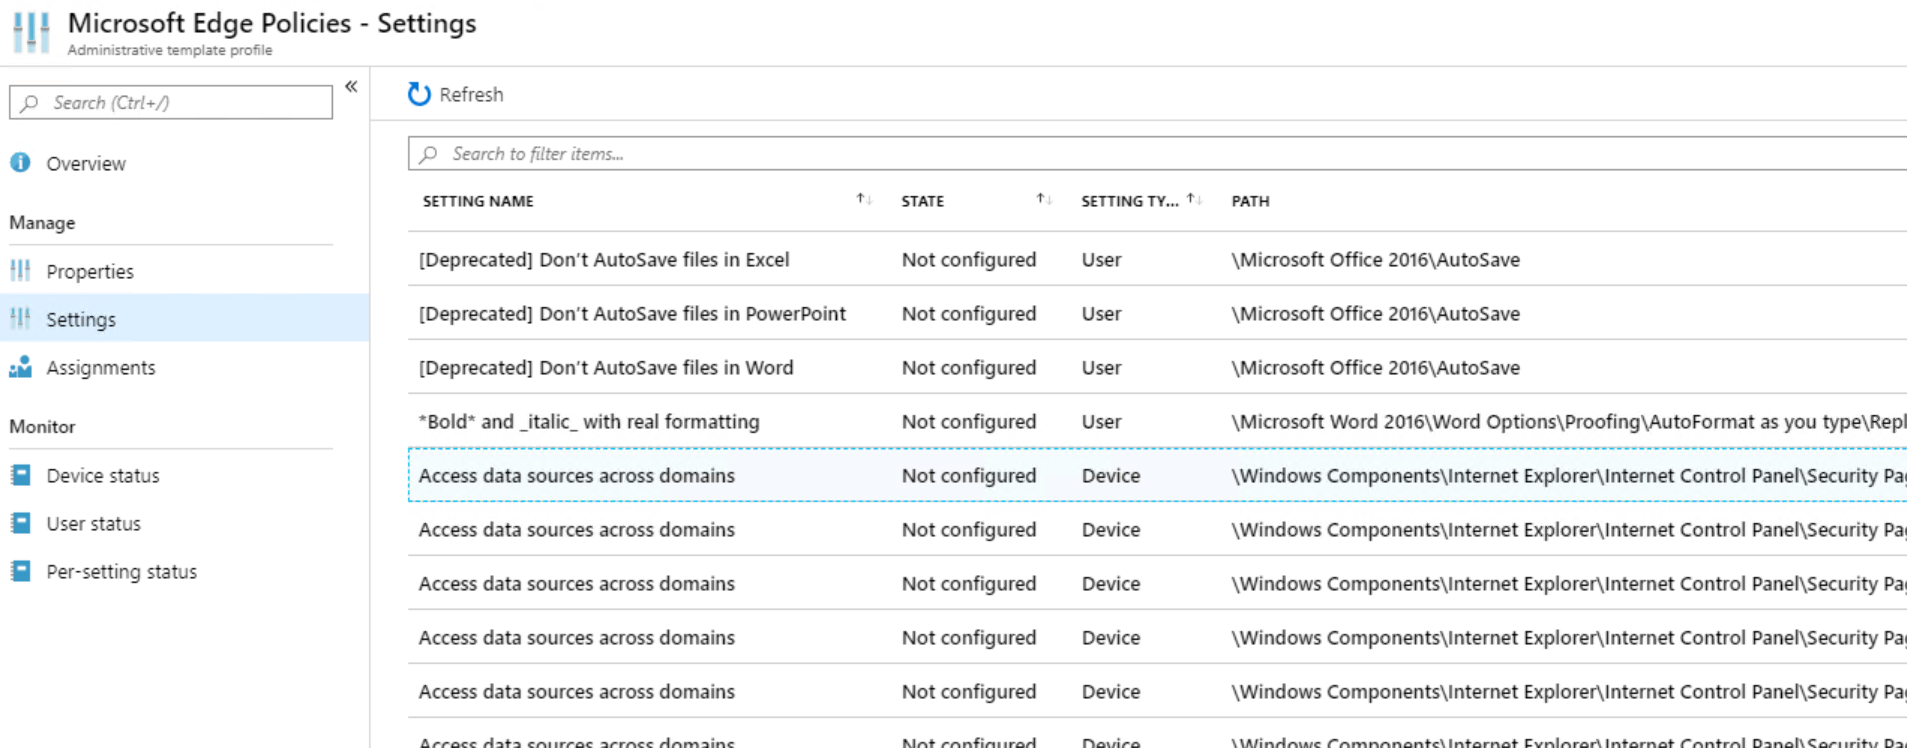 Microsoft Edge Policies - Settings
Administrative template profile
Search (Ctrl+/)
«
Overview
Manage
Properties
Settings
Assignments
Monitor
Device status
User status
Per-setting status
Refresh
Search to filter items...
SETTING NAME ↑↓ STATE ↑↓ SETTING TY... ↑↓ PATH
[Deprecated] Don't AutoSave files in Excel Not configured User \Microsoft Office 2016\AutoSave
[Deprecated] Don't AutoSave files in PowerPoint Not configured User \Microsoft Office 2016\AutoSave
[Deprecated] Don't AutoSave files in Word Not configured User \Microsoft Office 2016\AutoSave
*Bold* and _italic_ with real formatting Not configured User \Microsoft Word 2016\Word Options\Proofing\AutoFormat as you type\Repl
Access data sources across domains Not configured Device \Windows Components\Internet Explorer\Internet Control Panel\Security Pag
Access data sources across domains Not configured Device \Windows Components\Internet Explorer\Internet Control Panel\Security Pag
Access data sources across domains Not configured Device \Windows Components\Internet Explorer\Internet Control Panel\Security Pag
Access data sources across domains Not configured Device \Windows Components\Internet Explorer\Internet Control Panel\Security Pag
Access data sources across domains Not configured Device \Windows Components\Internet Explorer\Internet Control Panel\Security Pag
Access data sources across domains Not configured Device \Windows Components\Internet Explorer\Internet Control Panel\Security Pag